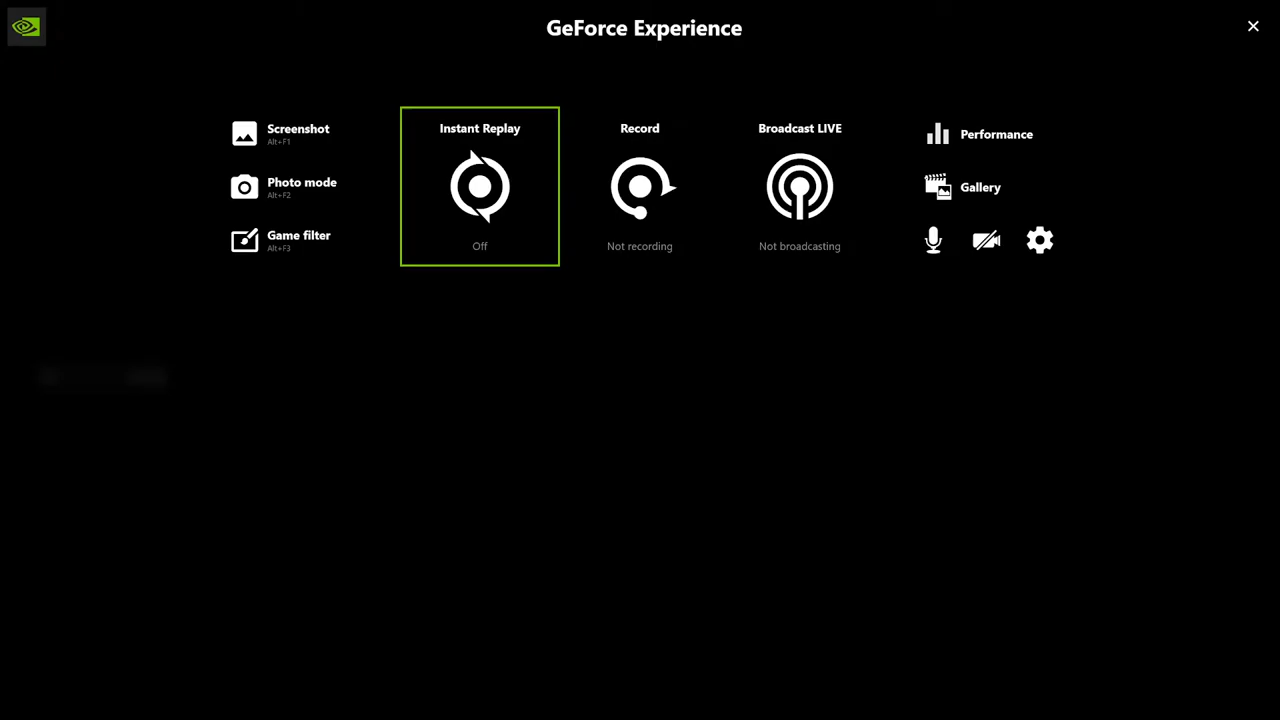 GeForce Experience
Screenshot
Alt+F1
Photo mode
Alt+F2
Game filter
Alt+F3
Instant Replay
Off
Record
Not recording
Broadcast LIVE
Not broadcasting
Performance
Gallery